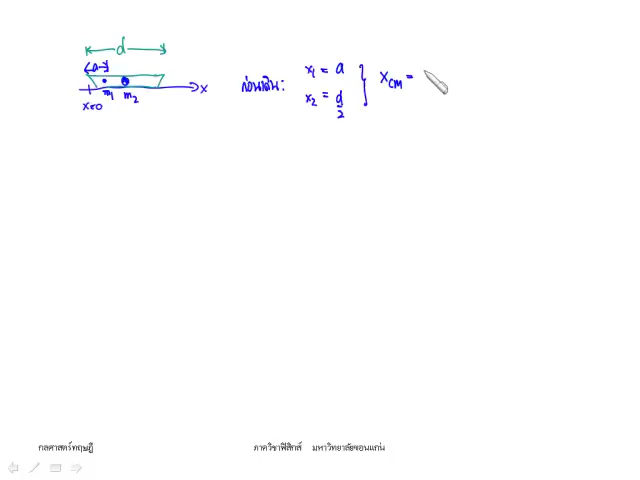 d
a
x
m₁ m₂
x=0
ก่อนเดิน:
x₁ = a
x₂ = d/2
x_CM =
กลศาสตร์ทฤษฎี
ภาควิชาฟิสิกส์ มหาวิทยาลัยขอนแก่น